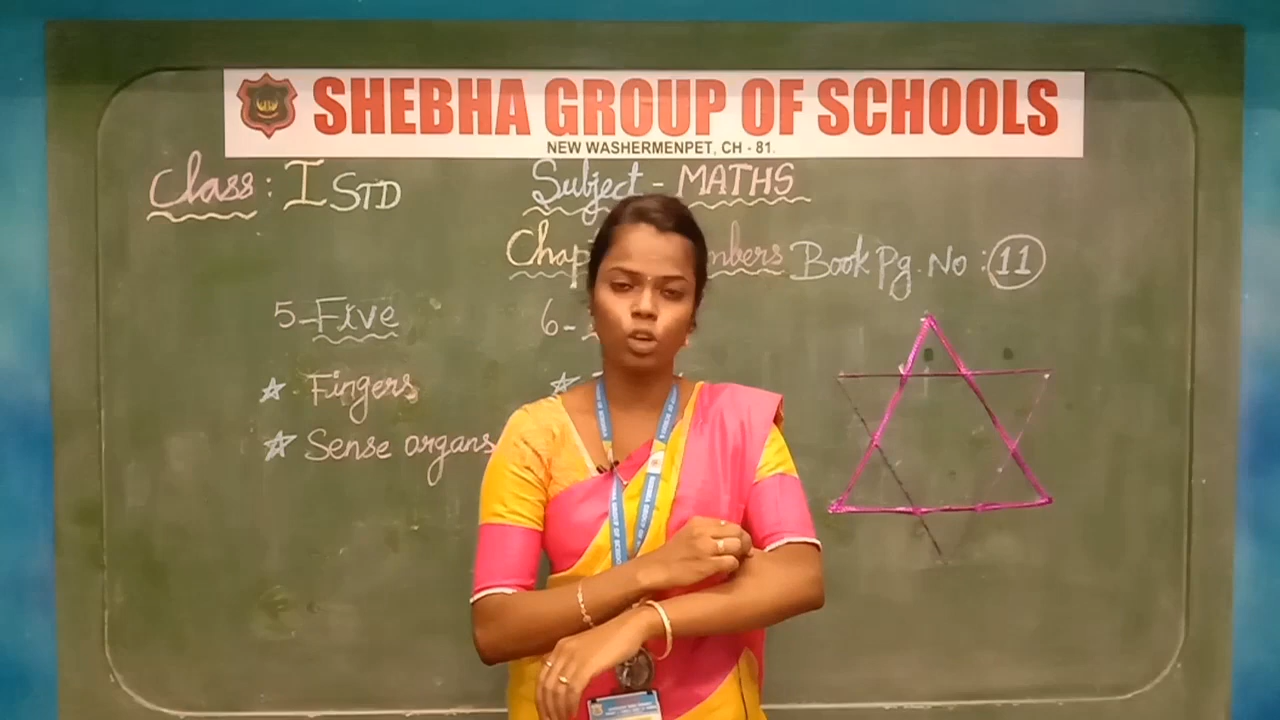 SHEBHA GROUP OF SCHOOLS
NEW WASHERMENPET, CH - 81.
Class : I STD
Subject - MATHS
Book Pg. No : 11
5 - Five
6 -
☆ Fingers
☆
☆ Sense organs